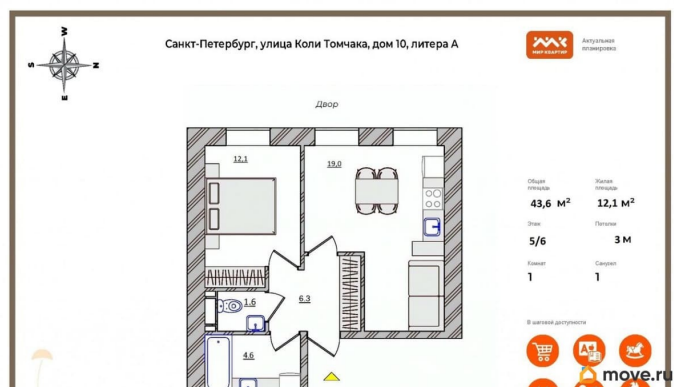 W
S
N
E
Санкт-Петербург, улица Коли Томчака, дом 10, литера А
МИР КВАРТИР
Актуальная
планировка
Двор
12,1
19,0
1,6
6.3
4,6
Общая
площадь
Жилая
площадь
43,6 м²
12,1 м²
Этаж
Потолки
5/6
3 м
Комнат
Санузел
1
1
В шаговой доступности
move.ru